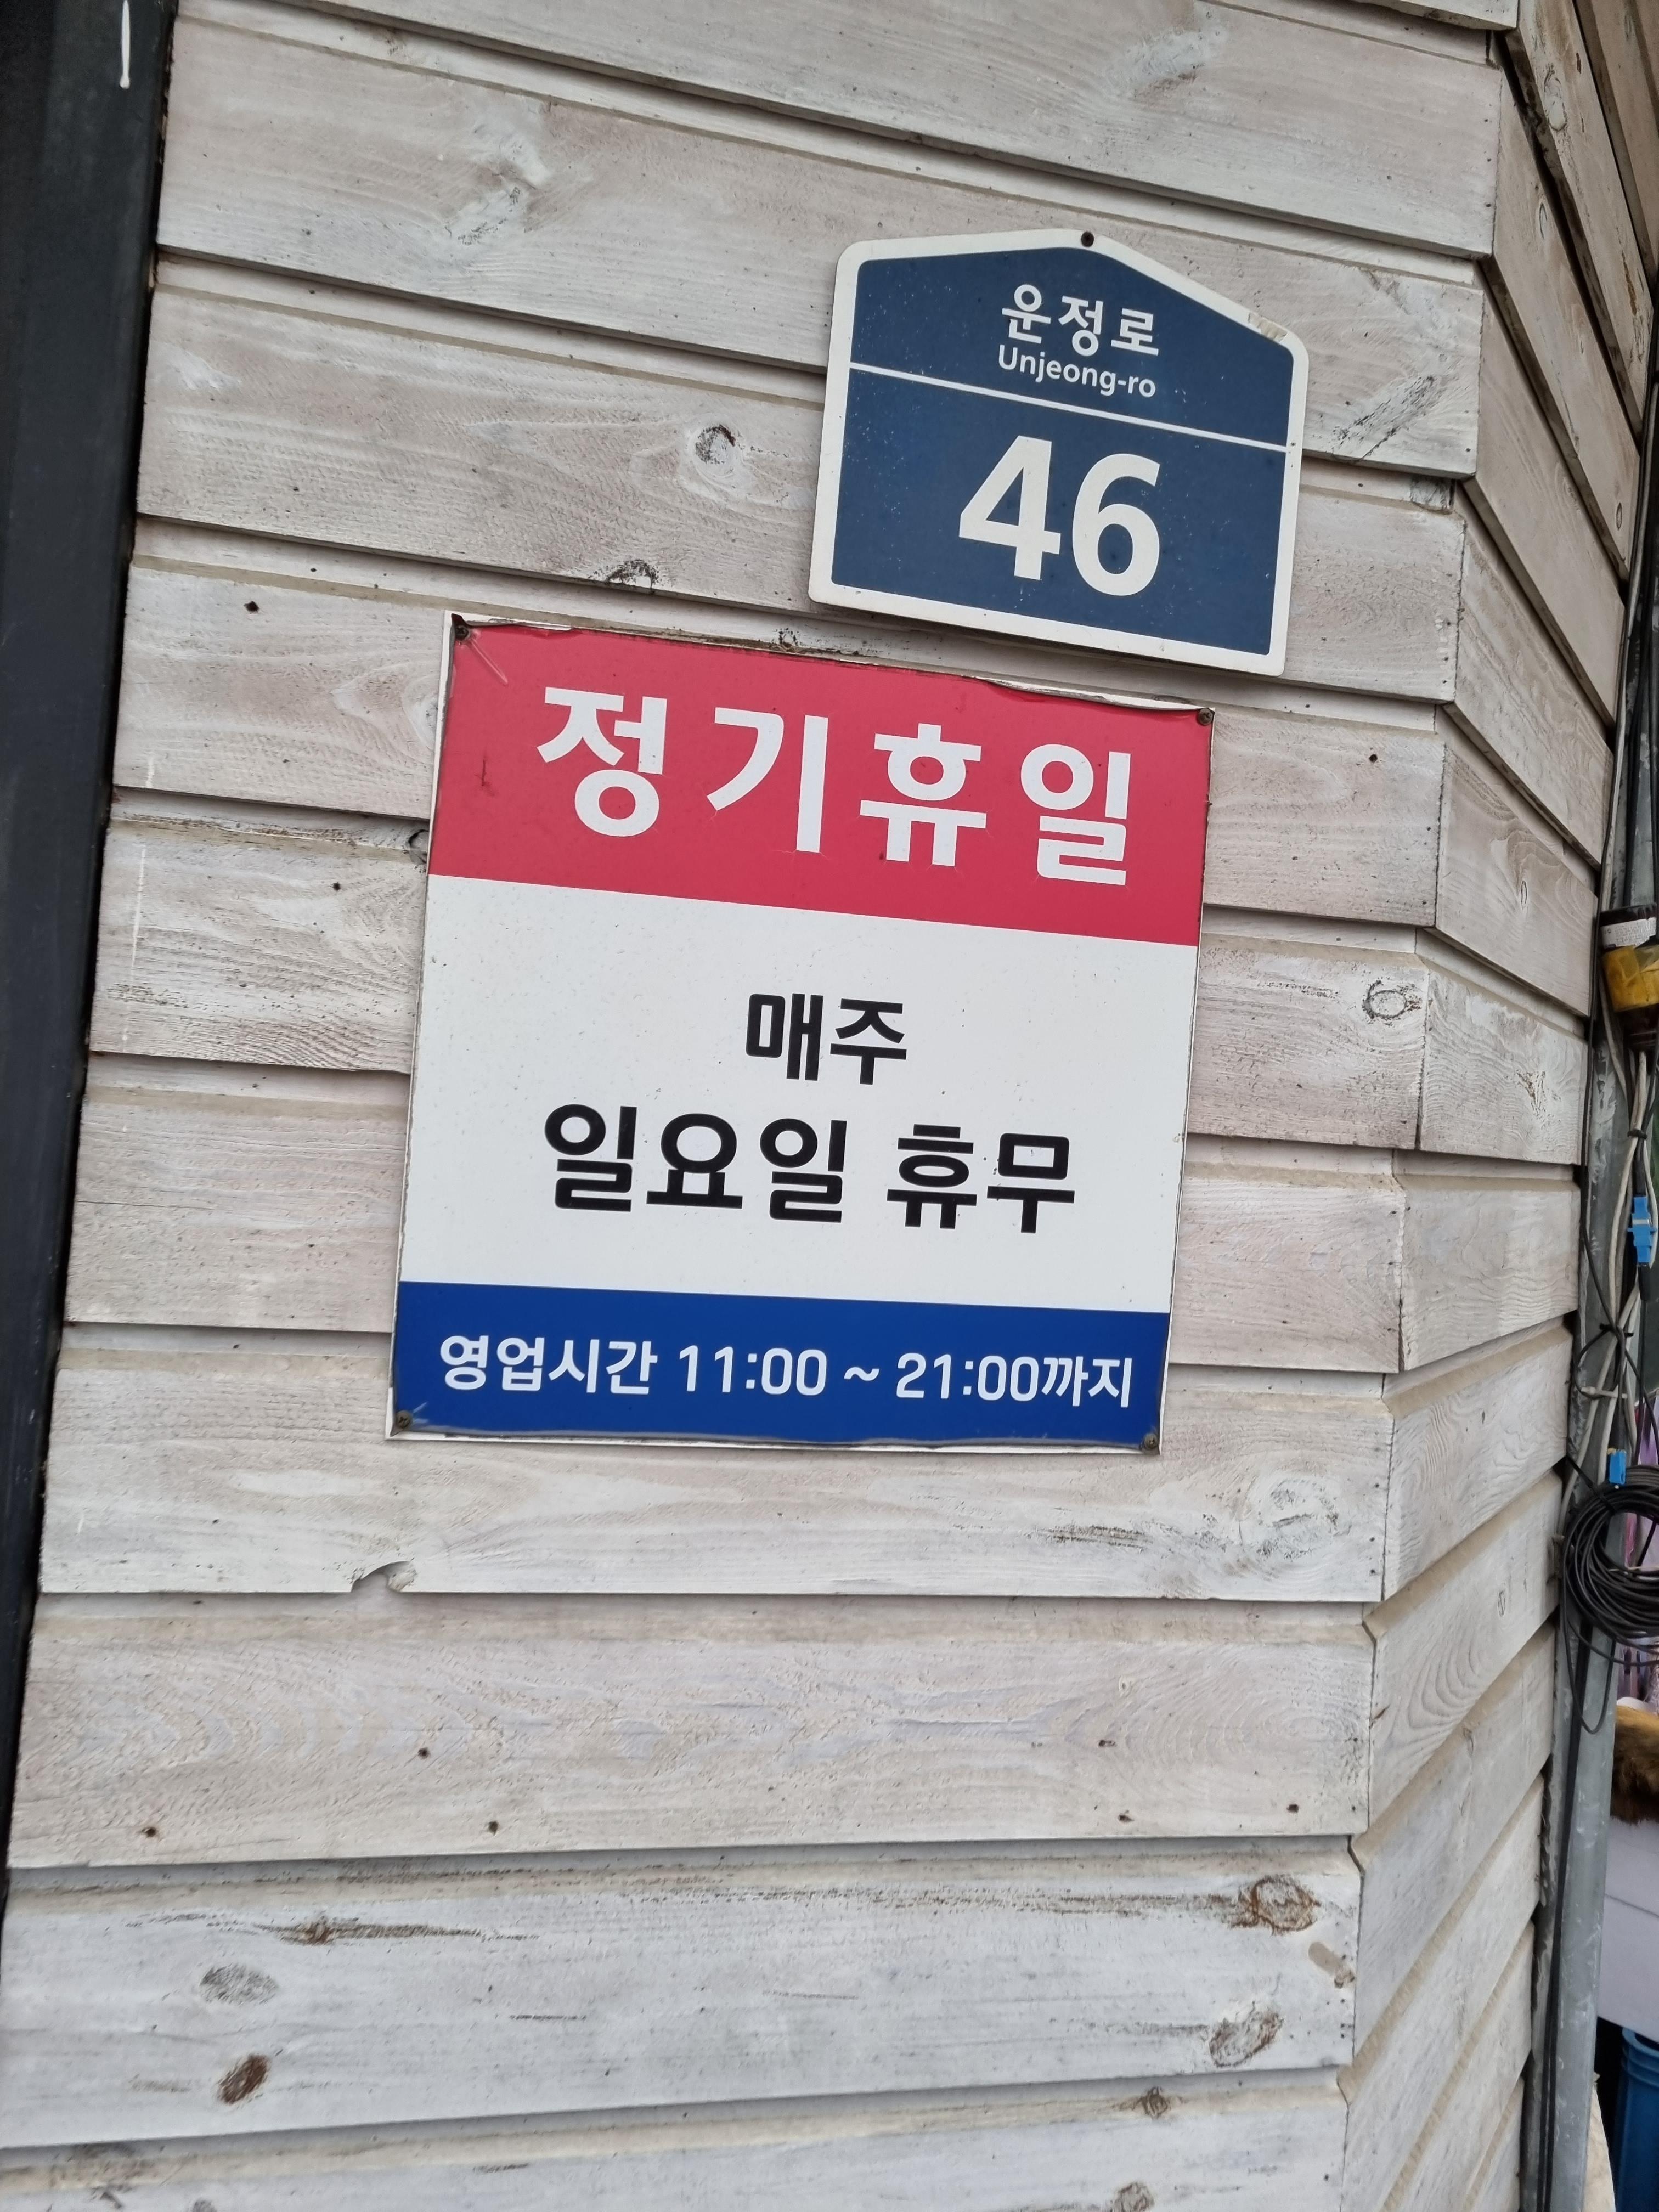 운정로
Unjeong-ro
46
정기휴일
매주
일요일 휴무
영업시간 11:00 ~ 21:00까지